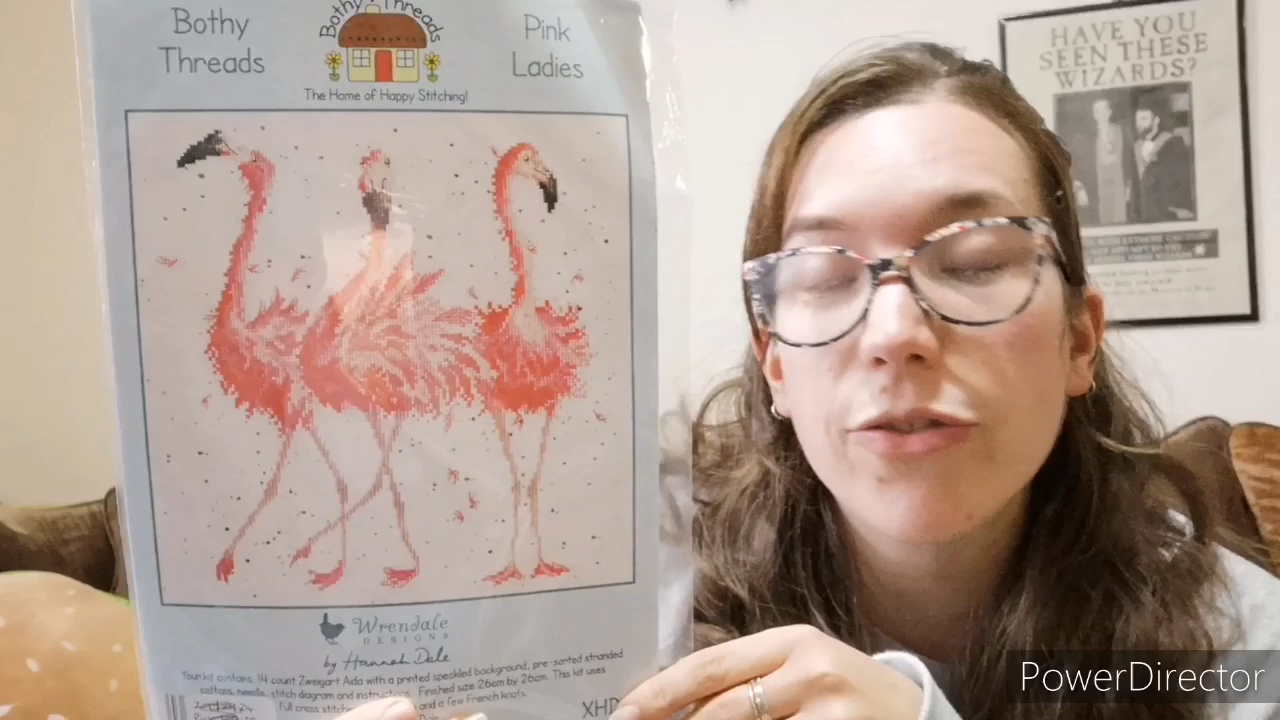 Bothy
Threads
Bothy Threads
The Home of Happy Stitching!
Pink
Ladies
HAVE YOU
SEEN THESE
WIZARDS?
Wrendale
DESIGNS
by Hannah Dale
Your kit contains, 14 count Zweigart Aida with a printed speckled background, pre-sorted stranded
cottons, needle, stitch diagram and instructions. Finished size 26cm by 26cm. This kit uses
Full cross stitch and a few French knots.
Dale
XHD
PowerDirector